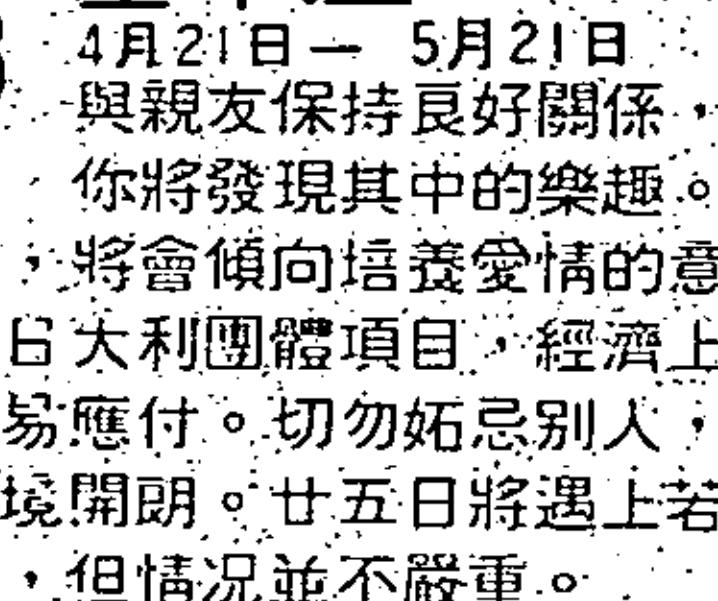 4月21日— 5月21日
與親友保持良好關係，
你將發現其中的樂趣。
，將會傾向培養愛情的意
日大利團體項目，經濟上
易應付。切勿妬忌別人，
境開朗。廿五日將遇上若
，但情況並不嚴重。